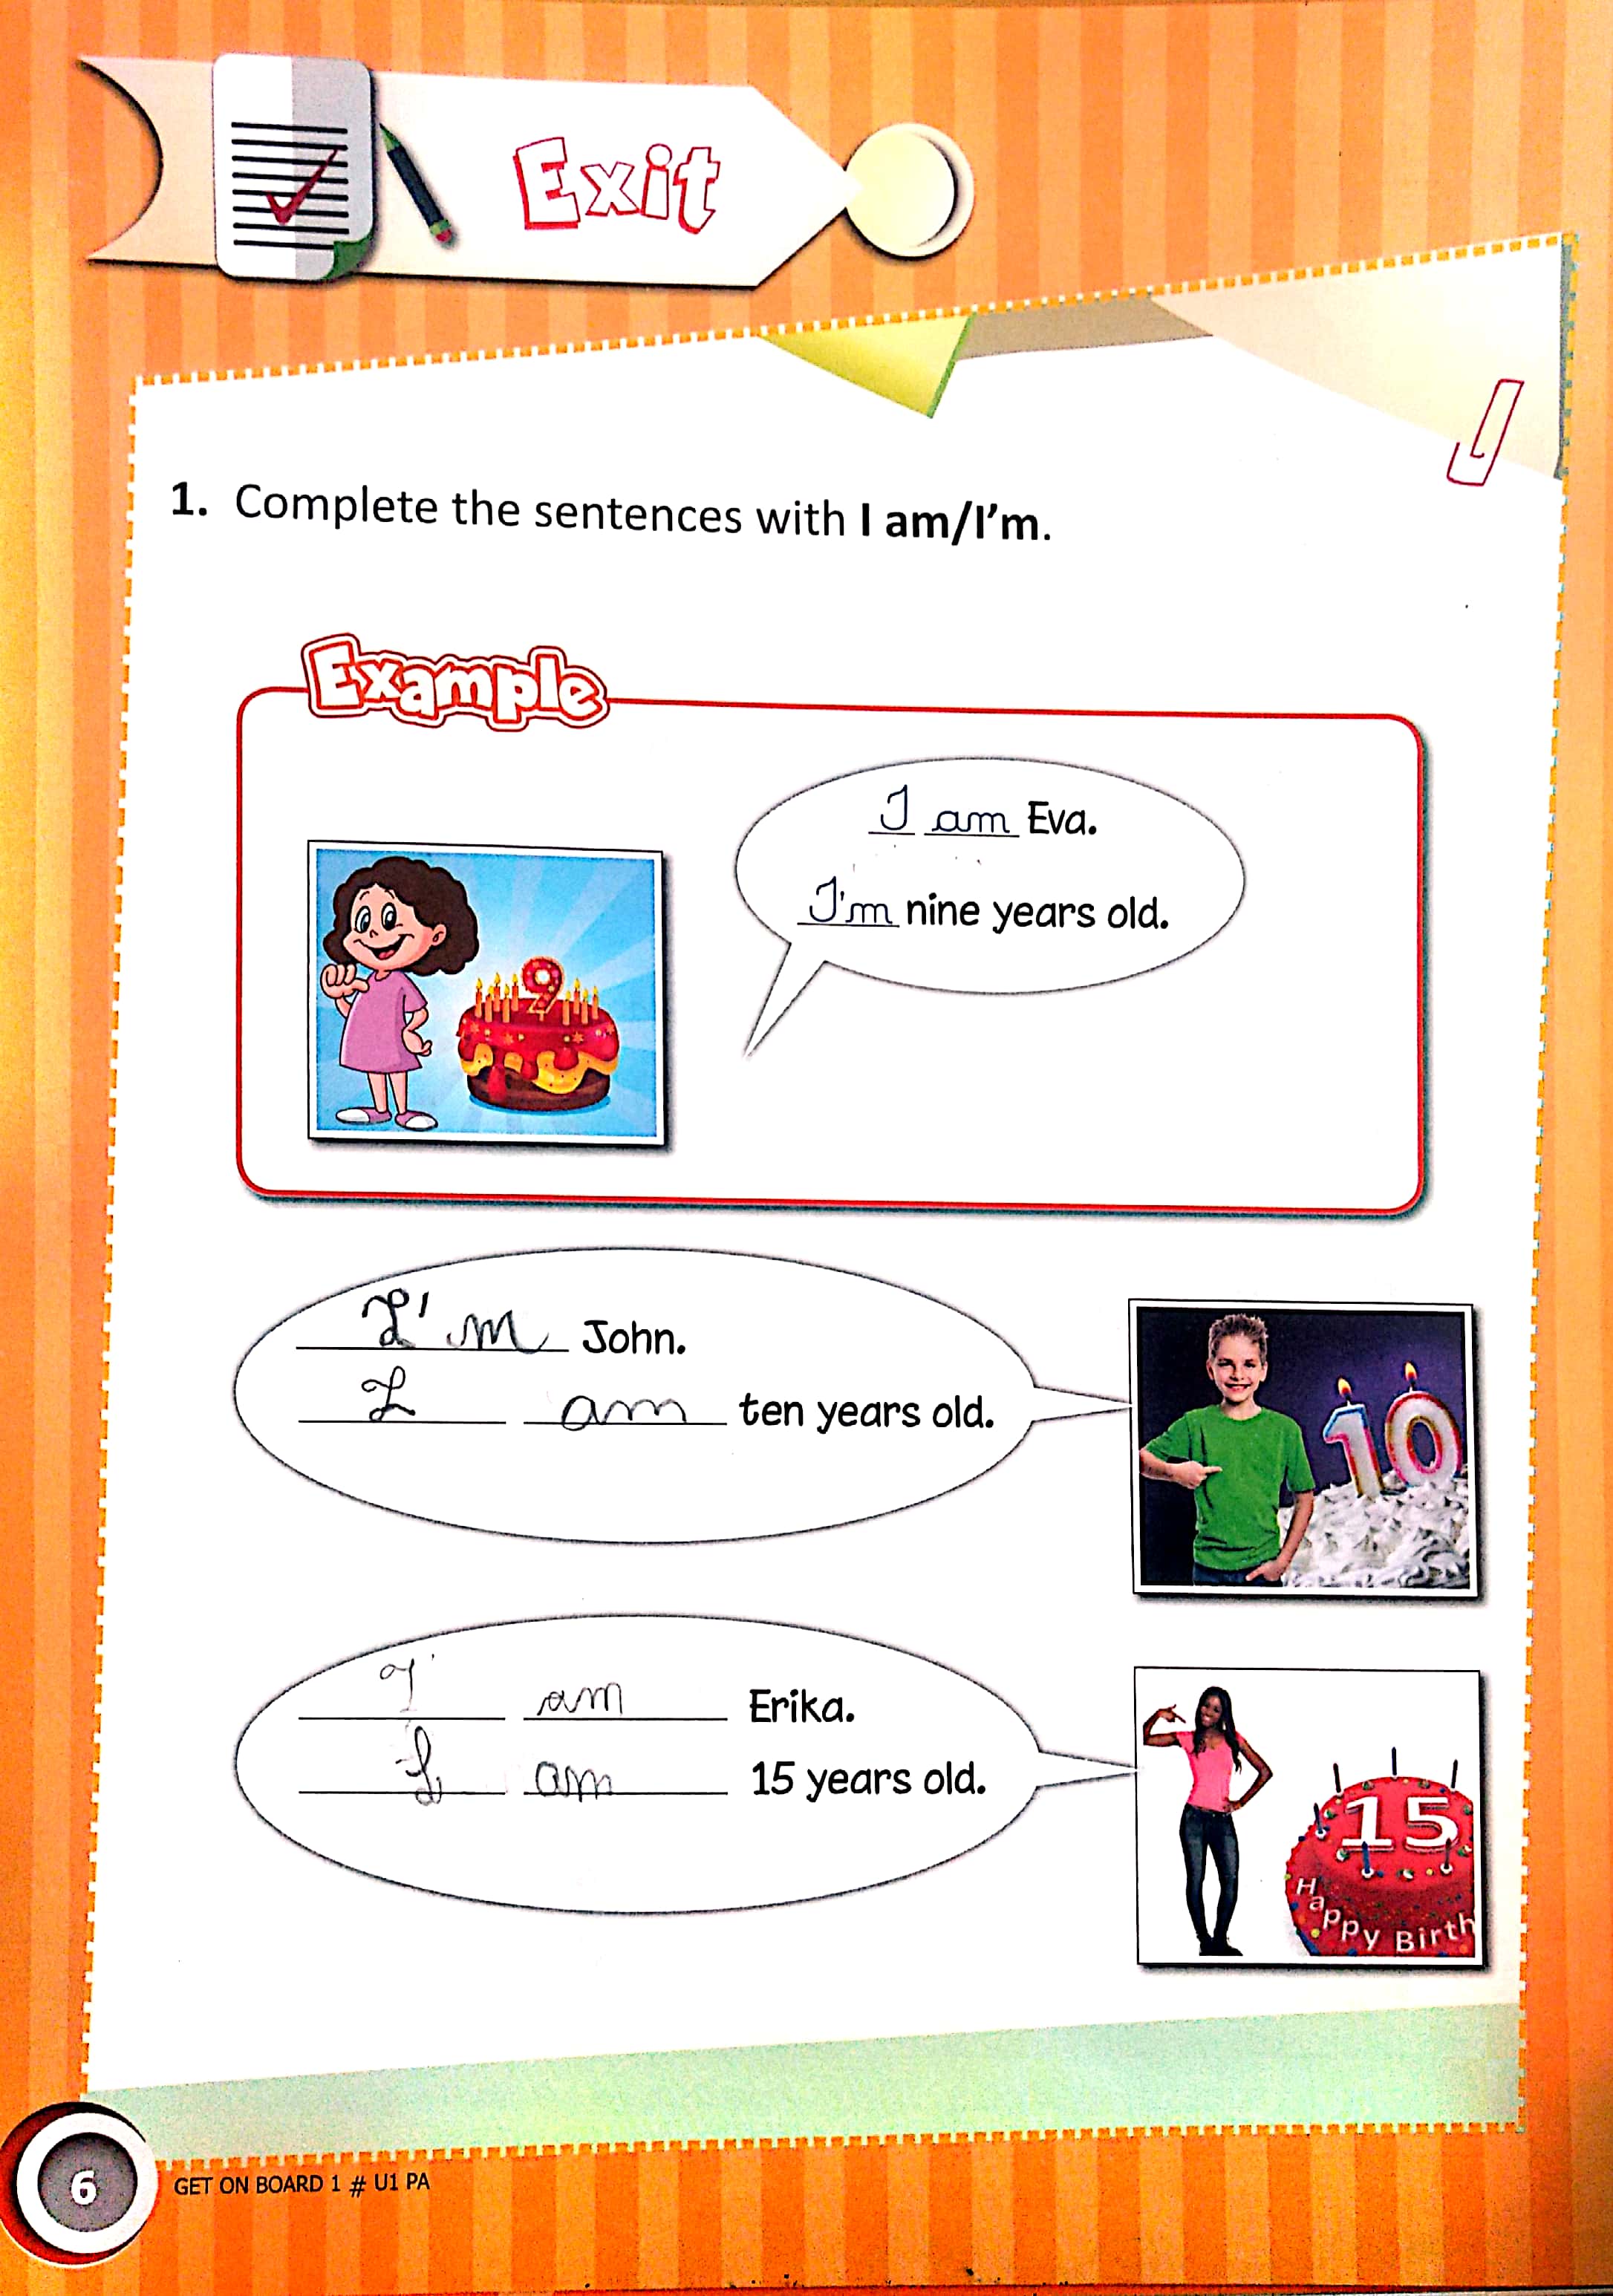 Exit
1. Complete the sentences with I am/I'm.
Example
I am Eva.
I'm nine years old.
9
I'm John.
I am ten years old.
10
I am Erika.
I am 15 years old.
15
Happy Birth
6
GET ON BOARD 1 # U1 PA